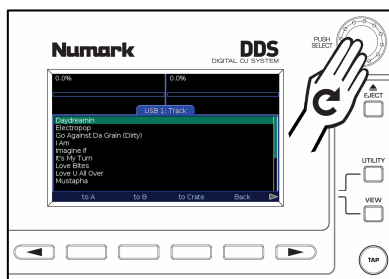 PUSH
SELECT
Numark
DDS
DIGITAL DJ SYSTEM
0.0%
0.0%
USB 1: Track
Daydreamin
Electropop
Go Against Da Grain (Dirty)
I Am
Imagine If
It's My Turn
Love Bites
Love U All Over
Mustapha
to A to B to Crate Back
EJECT
UTILITY
VIEW
TAP